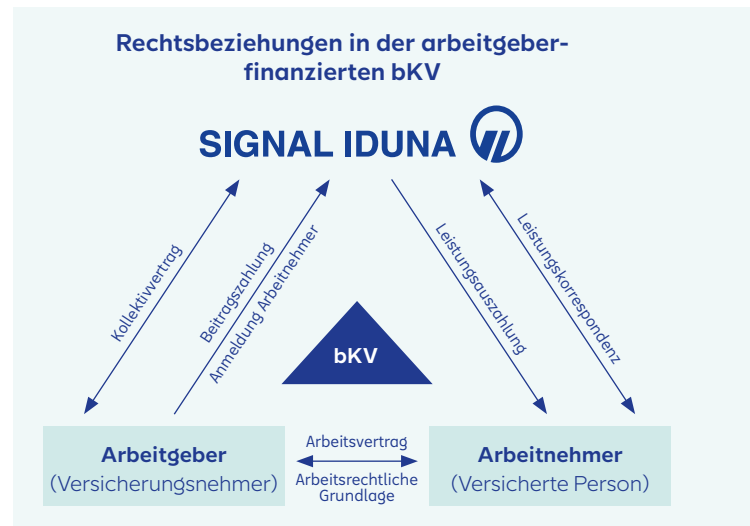 Rechtsbeziehungen in der arbeitgeber-
finanzierten bKV
SIGNAL IDUNA
Kollektivvertrag
Beitragszahlung
Anmeldung Arbeitnehmer
Leistungsauszahlung
Leistungskorrespondenz
bKV
Arbeitgeber
(Versicherungsnehmer)
Arbeitsvertrag
Arbeitsrechtliche
Grundlage
Arbeitnehmer
(Versicherte Person)